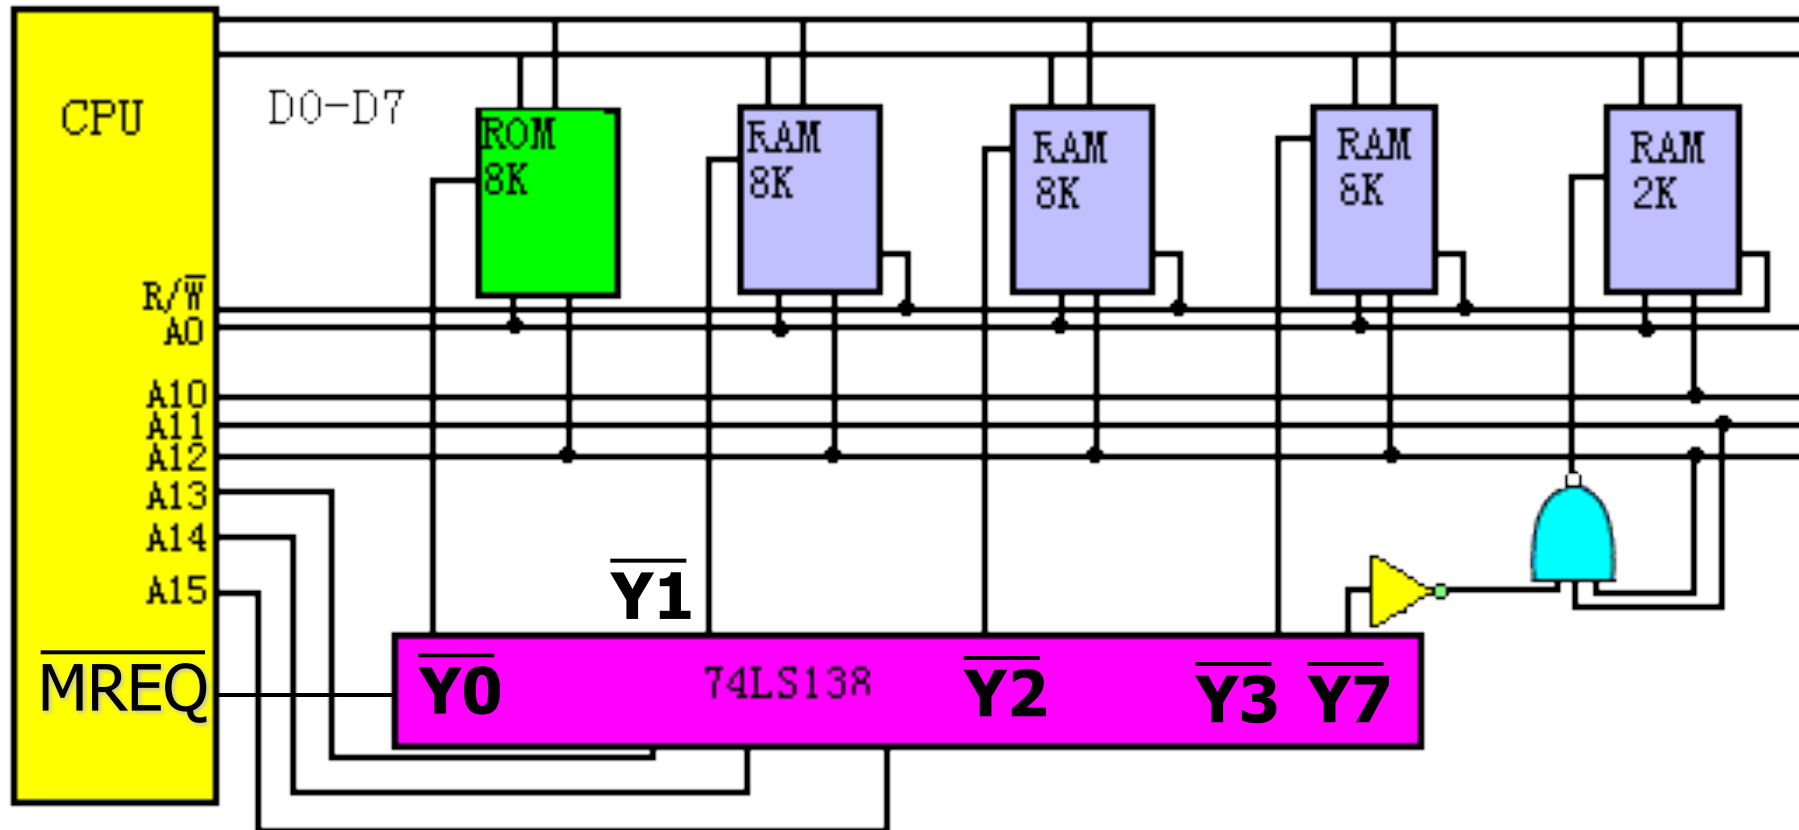 CPU
D0-D7
ROM
8K
RAM
8K
RAM
8K
RAM
8K
RAM
2K
R/W̅
A0
A10
A11
A12
A13
A14
A15
M̅R̅E̅Q̅
Y̅1̅
Y̅0̅
74LS138
Y̅2̅
Y̅3̅
Y̅7̅